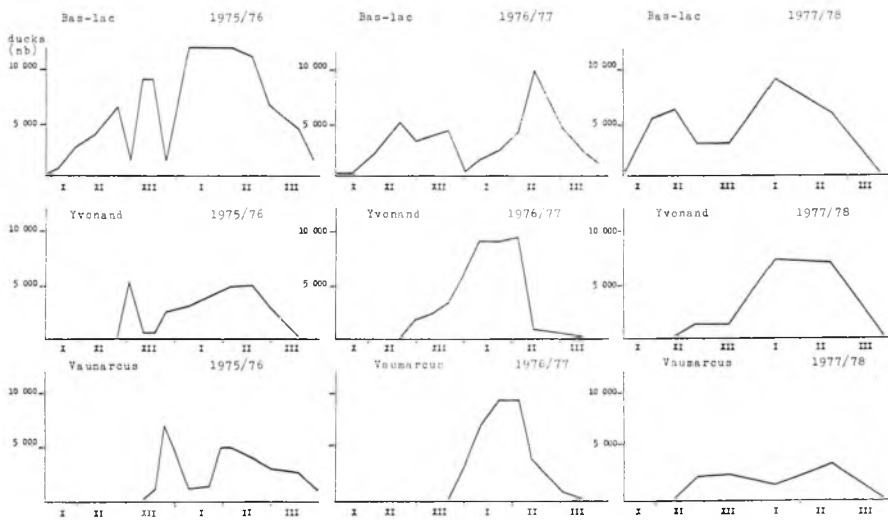 Bas-lac 1975/76 Bas-lac 1976/77 Bas-lac 1977/78
ducks
(nb)
10 000 10 000 10 000
5 000 5 000 5 000
X XI XII I II III X XI XII I II III X XI XII I II III
Yvonand 1975/76 Yvonand 1976/77 Yvonand 1977/78
10 000 10 000 10 000
5 000 5 000 5 000
X XI XII I II III X XI XII I II III X XI XII I II III
Vaumarcus 1975/76 Vaumarcus 1976/77 Vaumarcus 1977/78
10 000 10 000
5 000 5 000
X XI XII I II III X XI XII I II III X XI XII I II III